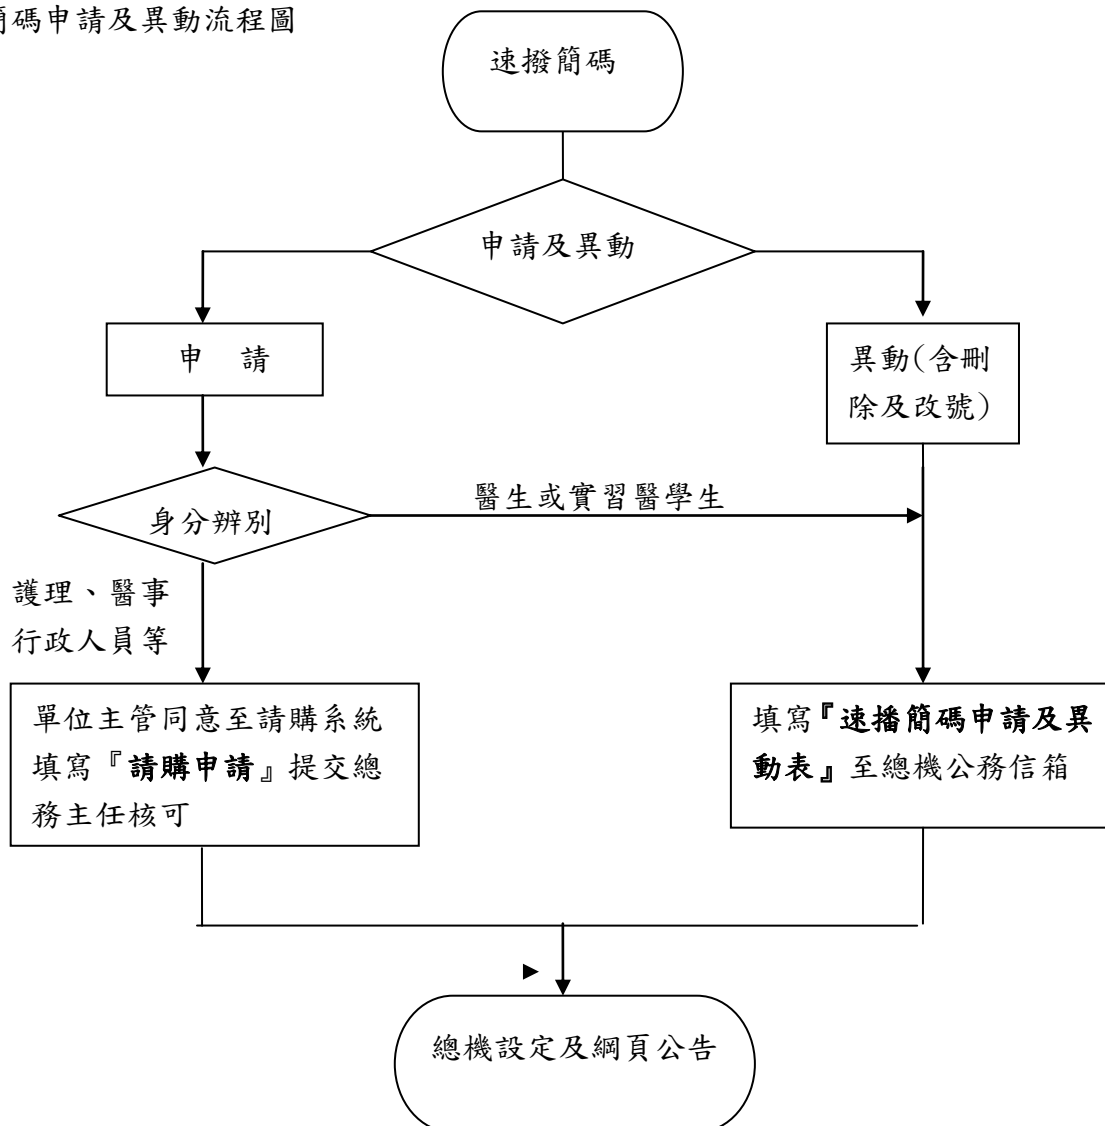 簡碼申請及異動流程圖
速撥簡碼
申請及異動
申 請
異動(含刪
除及改號)
身分辨別
醫生或實習醫學生
護理、醫事
行政人員等
單位主管同意至請購系統
填寫『請購申請』提交總
務主任核可
填寫『速播簡碼申請及異
動表』至總機公務信箱
總機設定及網頁公告